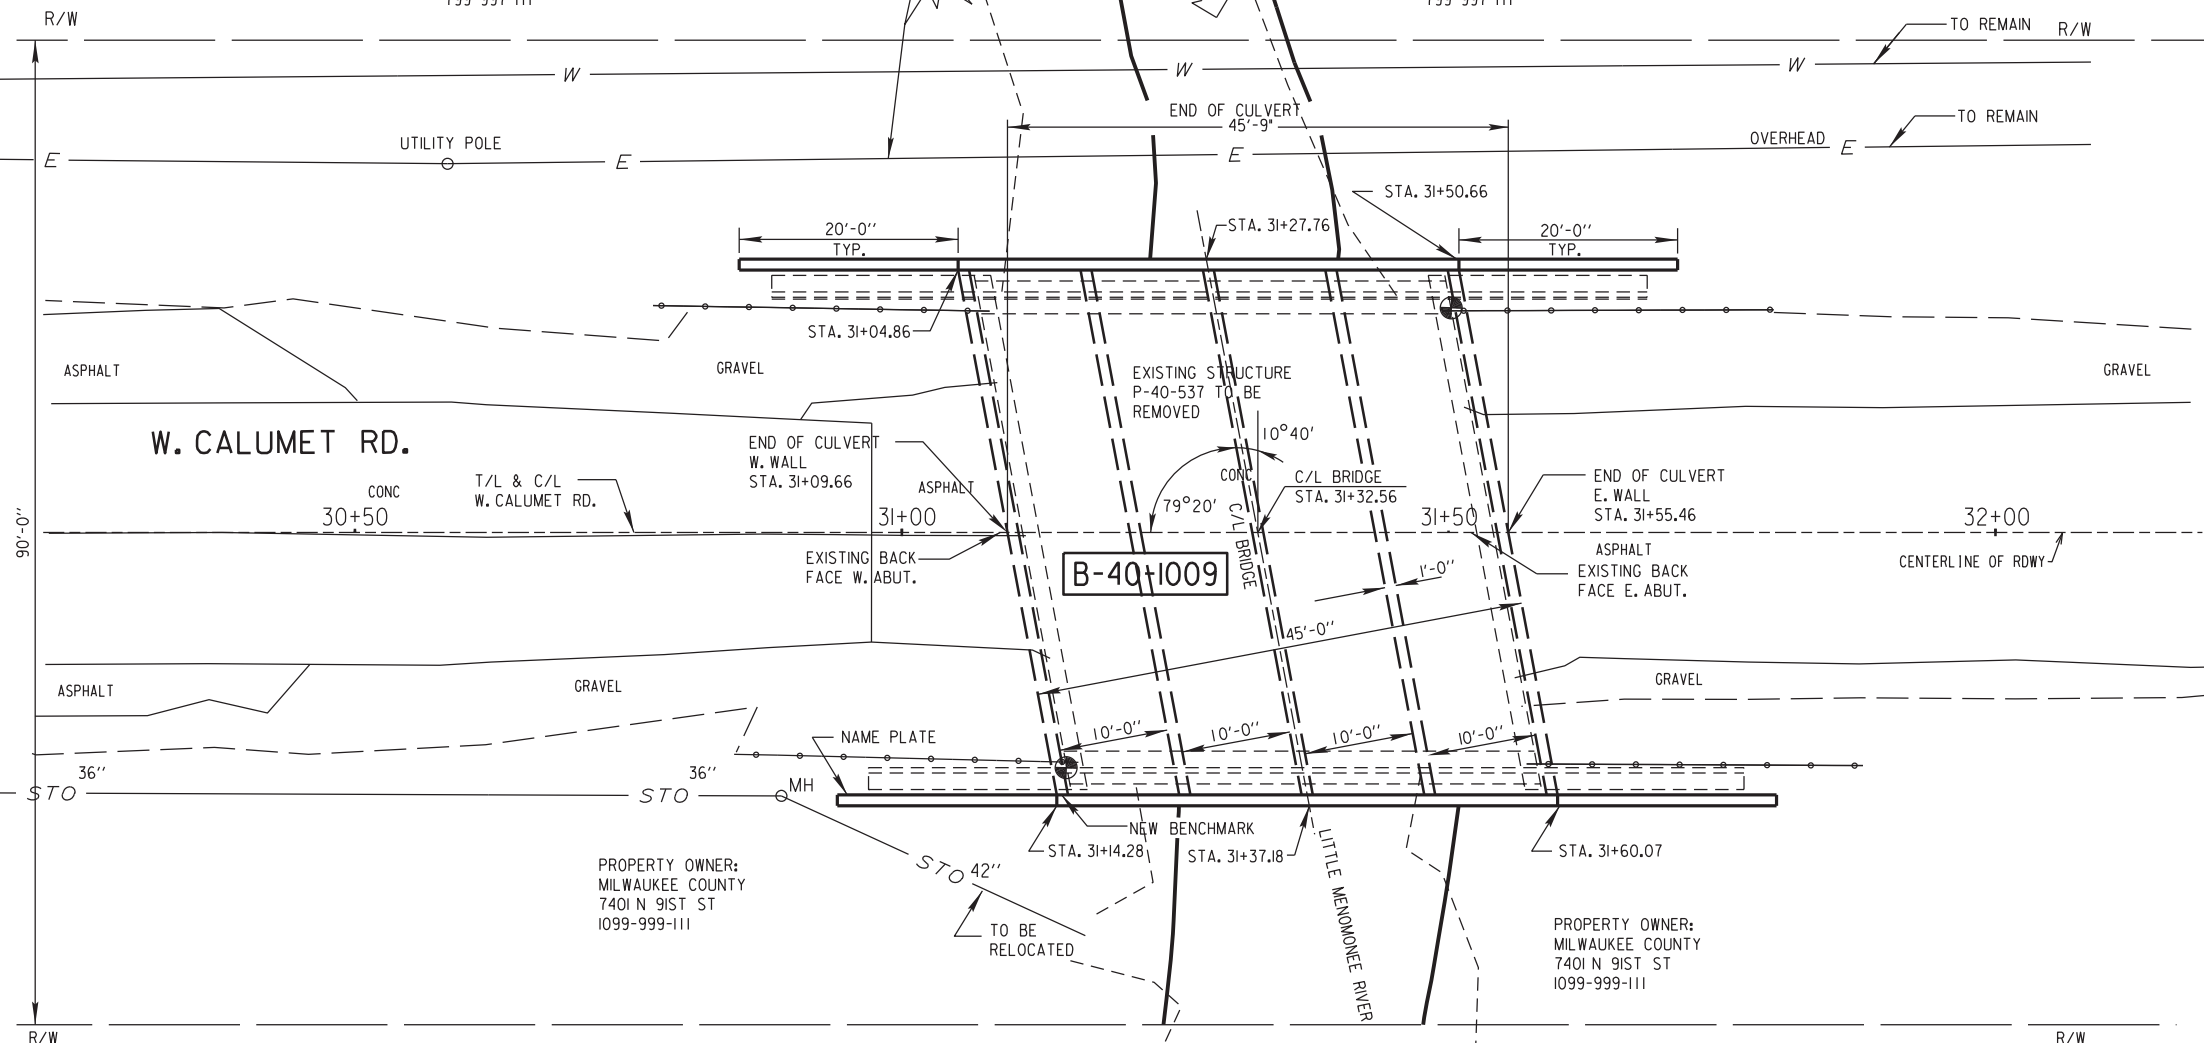 R/W
TO REMAIN
R/W
W
W
W
END OF CULVERT
45'-9"
TO REMAIN
UTILITY POLE
OVERHEAD
E
E
E
E
STA. 31+50.66
20'-0''
TYP.
STA. 31+27.76
20'-0''
TYP.
STA. 31+04.86
ASPHALT
GRAVEL
EXISTING STRUCTURE
P-40-537 TO BE
REMOVED
GRAVEL
W. CALUMET RD.
END OF CULVERT
W. WALL
STA. 31+09.66
10°40'
T/L & C/L
W. CALUMET RD.
CONC
ASPHALT
CONC
C/L BRIDGE
STA. 31+32.56
END OF CULVERT
E. WALL
STA. 31+55.46
79°20'
30+50
31+00
31+50
32+00
90'-0''
C/L BRIDGE
EXISTING BACK
FACE W. ABUT.
B-40-1009
1'-0''
ASPHALT
EXISTING BACK
FACE E. ABUT.
CENTERLINE OF RDWY
45'-0''
ASPHALT
GRAVEL
GRAVEL
NAME PLATE
10'-0''
10'-0''
10'-0''
10'-0''
36''
36''
STO
STO
MH
NEW BENCHMARK
STA. 31+14.28
STA. 31+37.18
STA. 31+60.07
STO
42''
PROPERTY OWNER:
MILWAUKEE COUNTY
7401 N 91ST ST
1099-999-111
LITTLE MENOMONEE RIVER
TO BE
RELOCATED
PROPERTY OWNER:
MILWAUKEE COUNTY
7401 N 91ST ST
1099-999-111
R/W
R/W